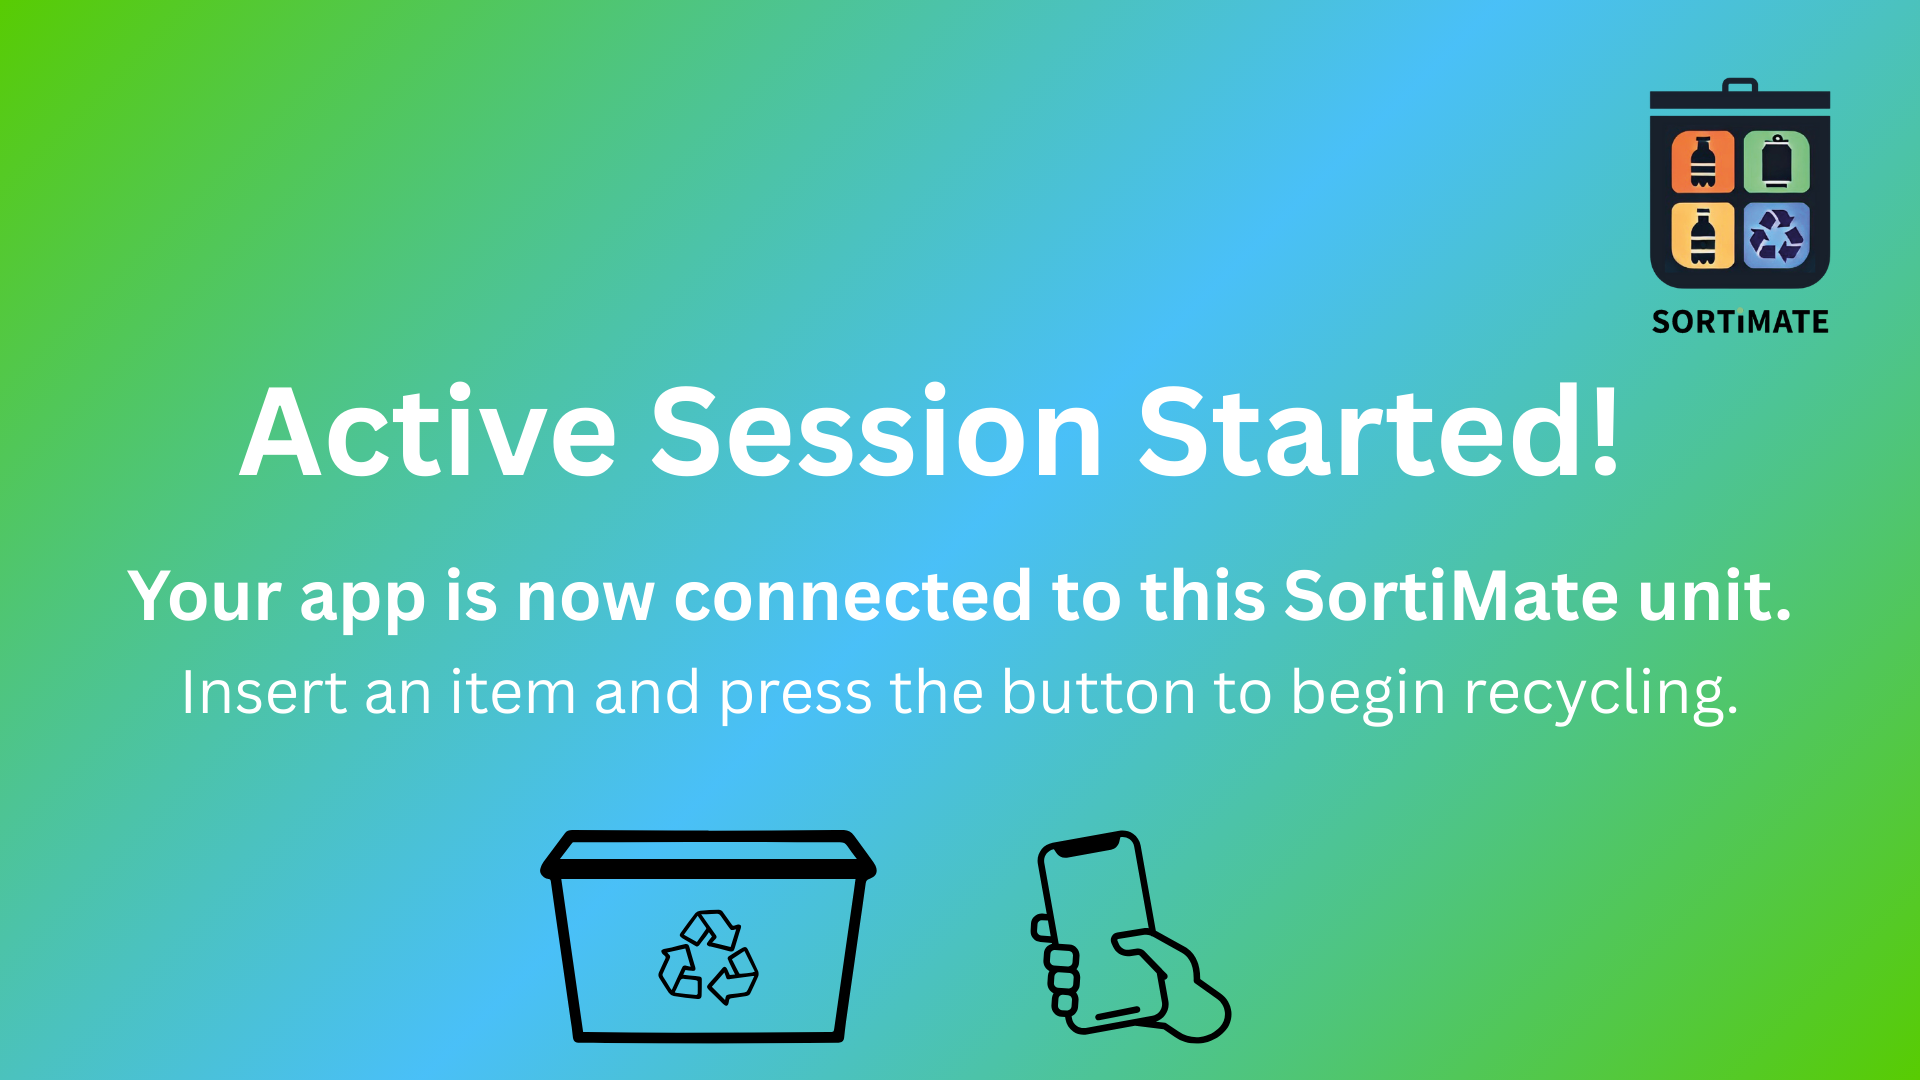 SORTiMATE
Active Session Started!
Your app is now connected to this SortiMate unit.
Insert an item and press the button to begin recycling.